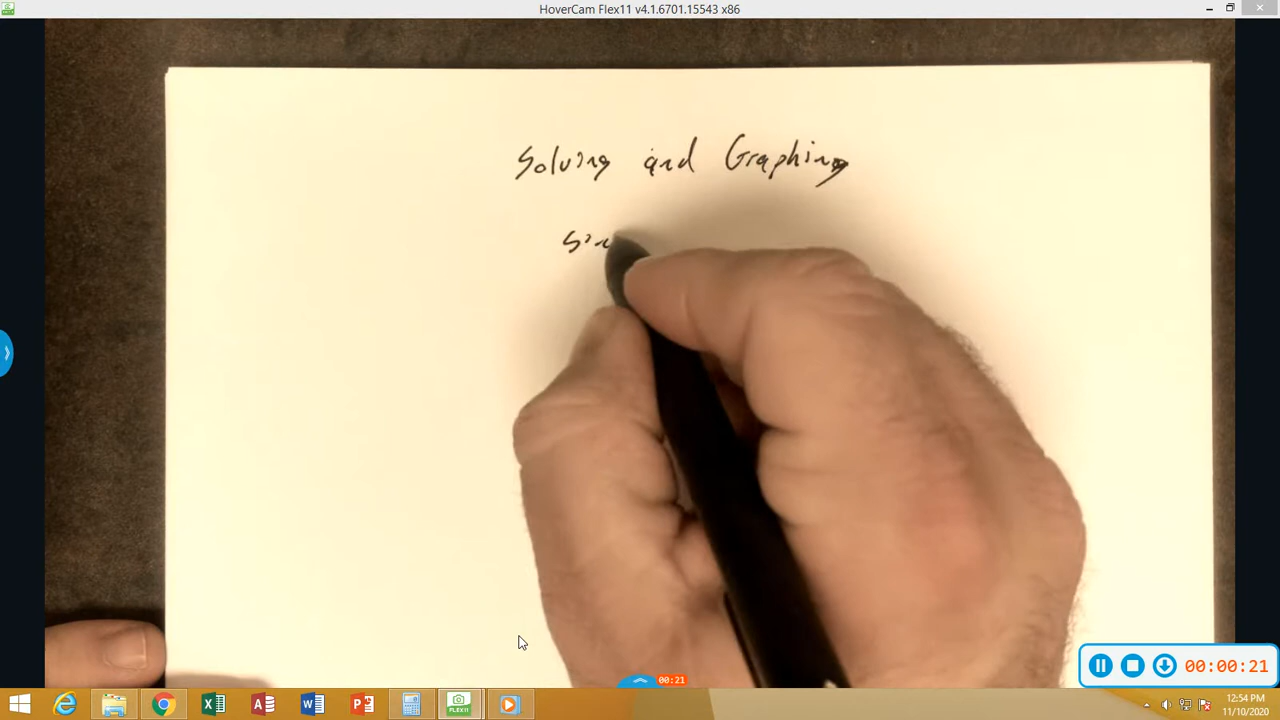 HoverCam Flex11 v4.1.6701.15543 x86
Solving and Graphing
00:00:21
00:21
FLEX11
12:54 PM
11/10/2020